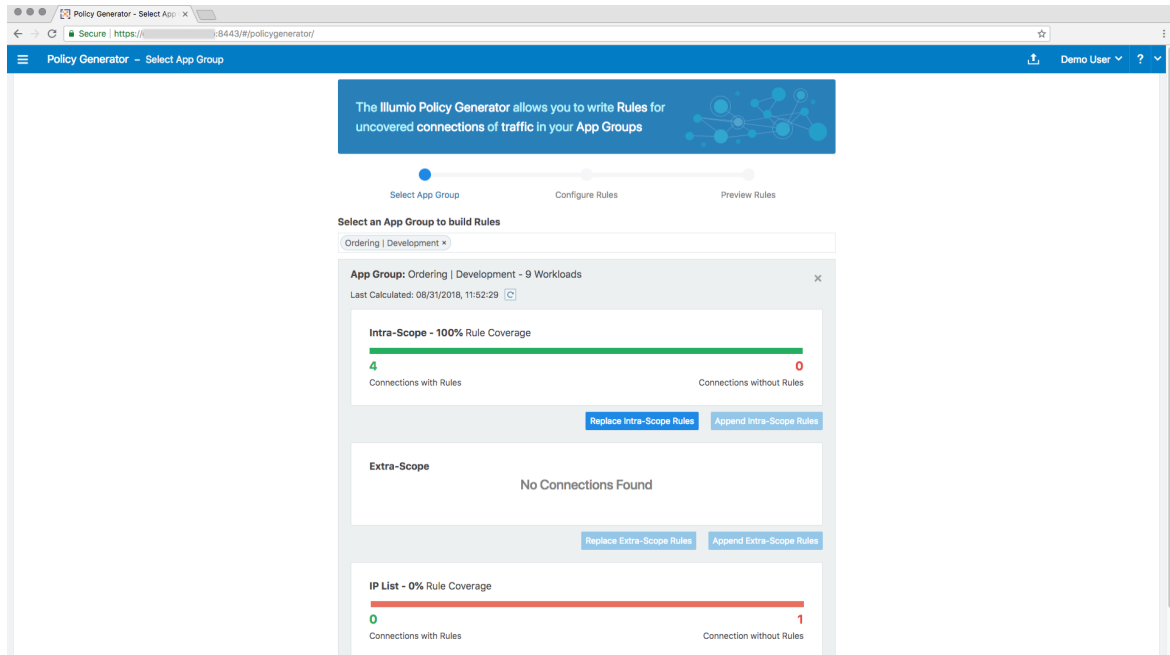 Policy Generator - Select App
Secure | https:// :8443/#/policygenerator/
Policy Generator – Select App Group
Demo User
?
The Illumio Policy Generator allows you to write Rules for
uncovered connections of traffic in your App Groups
Select App Group
Configure Rules
Preview Rules
Select an App Group to build Rules
Ordering | Development ×
App Group: Ordering | Development - 9 Workloads
Last Calculated: 08/31/2018, 11:52:29
Intra-Scope - 100% Rule Coverage
4
0
Connections with Rules
Connections without Rules
Replace Intra-Scope Rules
Append Intra-Scope Rules
Extra-Scope
No Connections Found
Replace Extra-Scope Rules
Append Extra-Scope Rules
IP List - 0% Rule Coverage
0
1
Connections with Rules
Connection without Rules